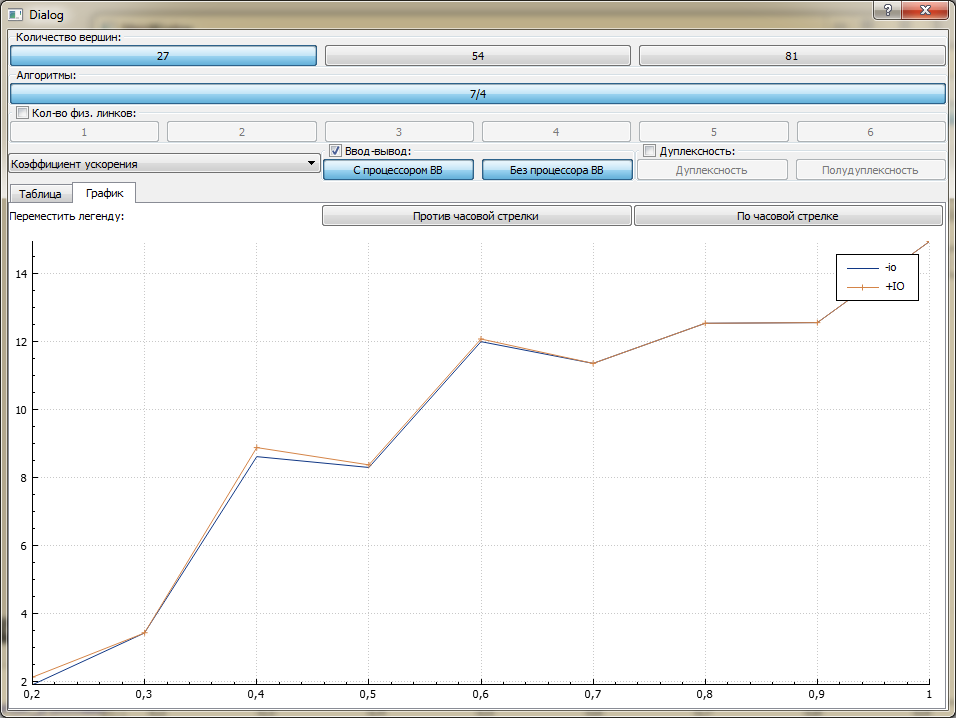 Dialog
Количество вершин:
27 54 81
Алгоритмы:
7/4
Кол-во физ. линков:
1 2 3 4 5 6
Коэффициент ускорения
Ввод-вывод:
С процессором ВВ Без процессора ВВ
Дуплексность:
Дуплексность Полудуплексность
Таблица График
Переместить легенду: Против часовой стрелки По часовой стрелке
-io
+IO
14
12
10
8
6
4
2
0,2 0,3 0,4 0,5 0,6 0,7 0,8 0,9 1